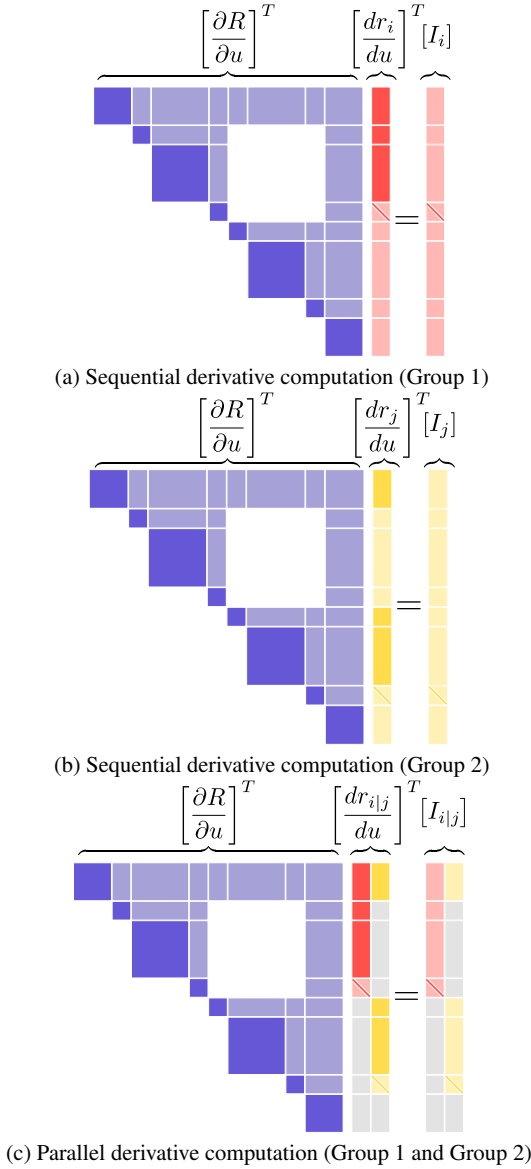 [∂R/∂u]^T [dr_i/du]^T [I_i]
=
(a) Sequential derivative computation (Group 1)
[∂R/∂u]^T [dr_j/du]^T [I_j]
=
(b) Sequential derivative computation (Group 2)
[∂R/∂u]^T [dr_{i|j}/du]^T [I_{i|j}]
=
(c) Parallel derivative computation (Group 1 and Group 2)